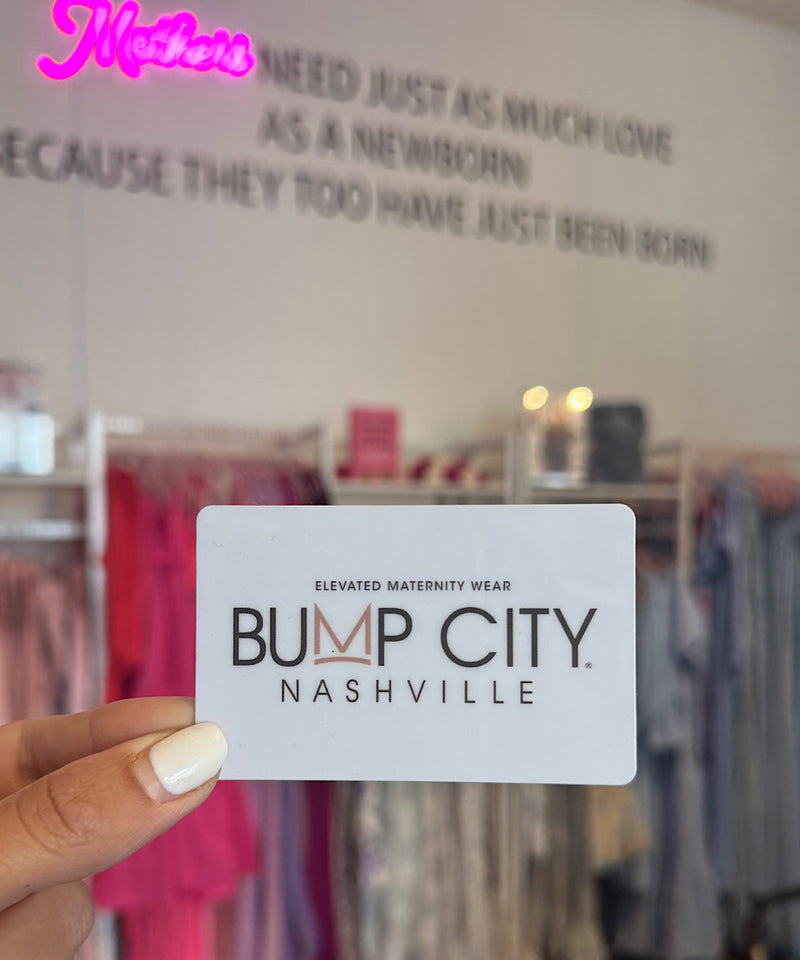 Mothers
NEED JUST AS MUCH LOVE
AS A NEWBORN
BECAUSE THEY TOO HAVE JUST BEEN BORN
ELEVATED MATERNITY WEAR
BUMP CITY®
NASHVILLE